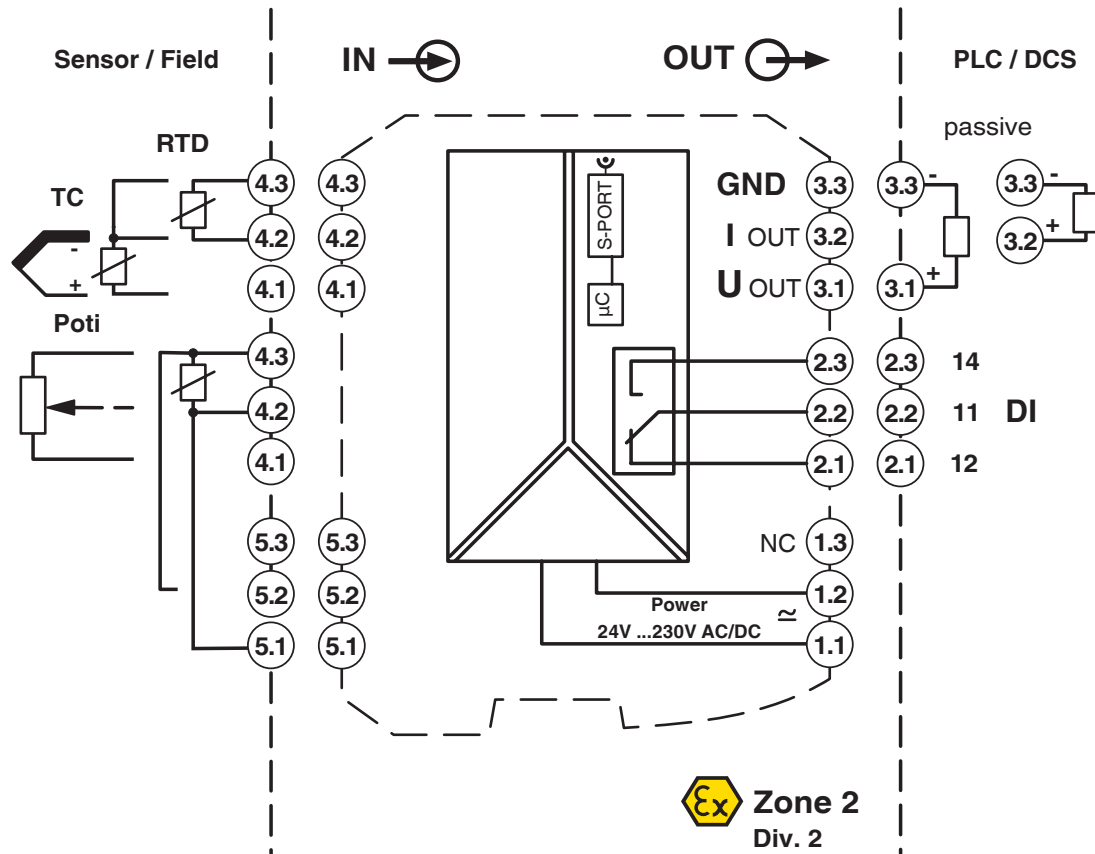 Sensor / Field
IN
OUT
PLC / DCS
passive
RTD
TC
-
+
Poti
4.3
4.2
4.1
4.3
4.2
4.1
5.3
5.2
5.1
4.3
4.2
4.1
5.3
5.2
5.1
S-PORT
µC
GND 3.3
I OUT 3.2
U OUT 3.1
2.3
2.2
2.1
NC 1.3
1.2
1.1
Power
24V ...230V AC/DC
≃
3.3 -
3.1 +
3.3 -
3.2 +
2.3 14
2.2 11 DI
2.1 12
Ex
Zone 2
Div. 2